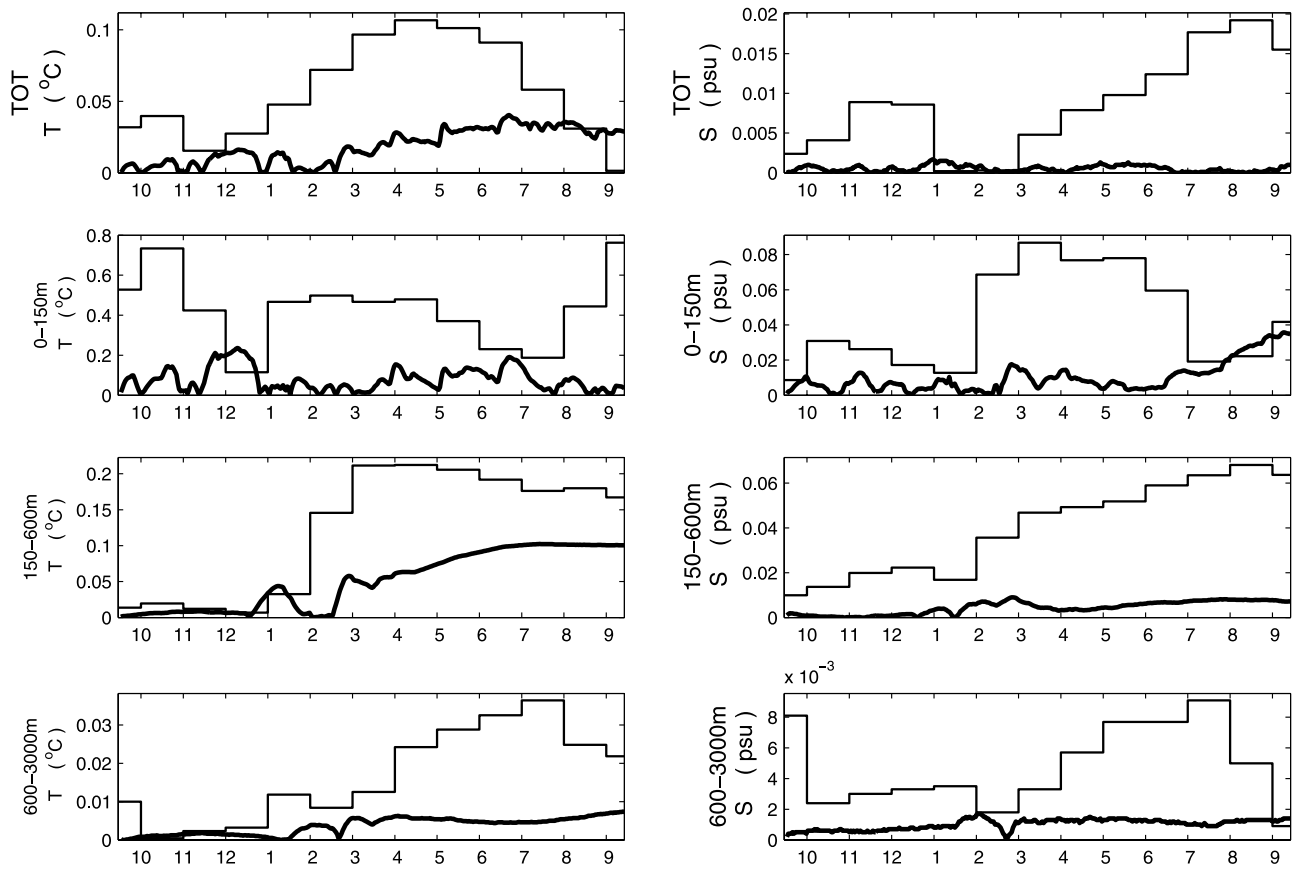 TOT
T ( °C )
0.1
0.05
0
10 11 12 1 2 3 4 5 6 7 8 9
TOT
S ( psu )
0.02
0.015
0.01
0.005
0
10 11 12 1 2 3 4 5 6 7 8 9
0−150m
T ( °C )
0.8
0.6
0.4
0.2
0
10 11 12 1 2 3 4 5 6 7 8 9
0−150m
S ( psu )
0.08
0.06
0.04
0.02
0
10 11 12 1 2 3 4 5 6 7 8 9
150−600m
T ( °C )
0.2
0.15
0.1
0.05
0
10 11 12 1 2 3 4 5 6 7 8 9
150−600m
S ( psu )
0.06
0.04
0.02
0
10 11 12 1 2 3 4 5 6 7 8 9
600−3000m
T ( °C )
0.03
0.02
0.01
0
10 11 12 1 2 3 4 5 6 7 8 9
x 10⁻³
600−3000m
S ( psu )
8
6
4
2
0
10 11 12 1 2 3 4 5 6 7 8 9